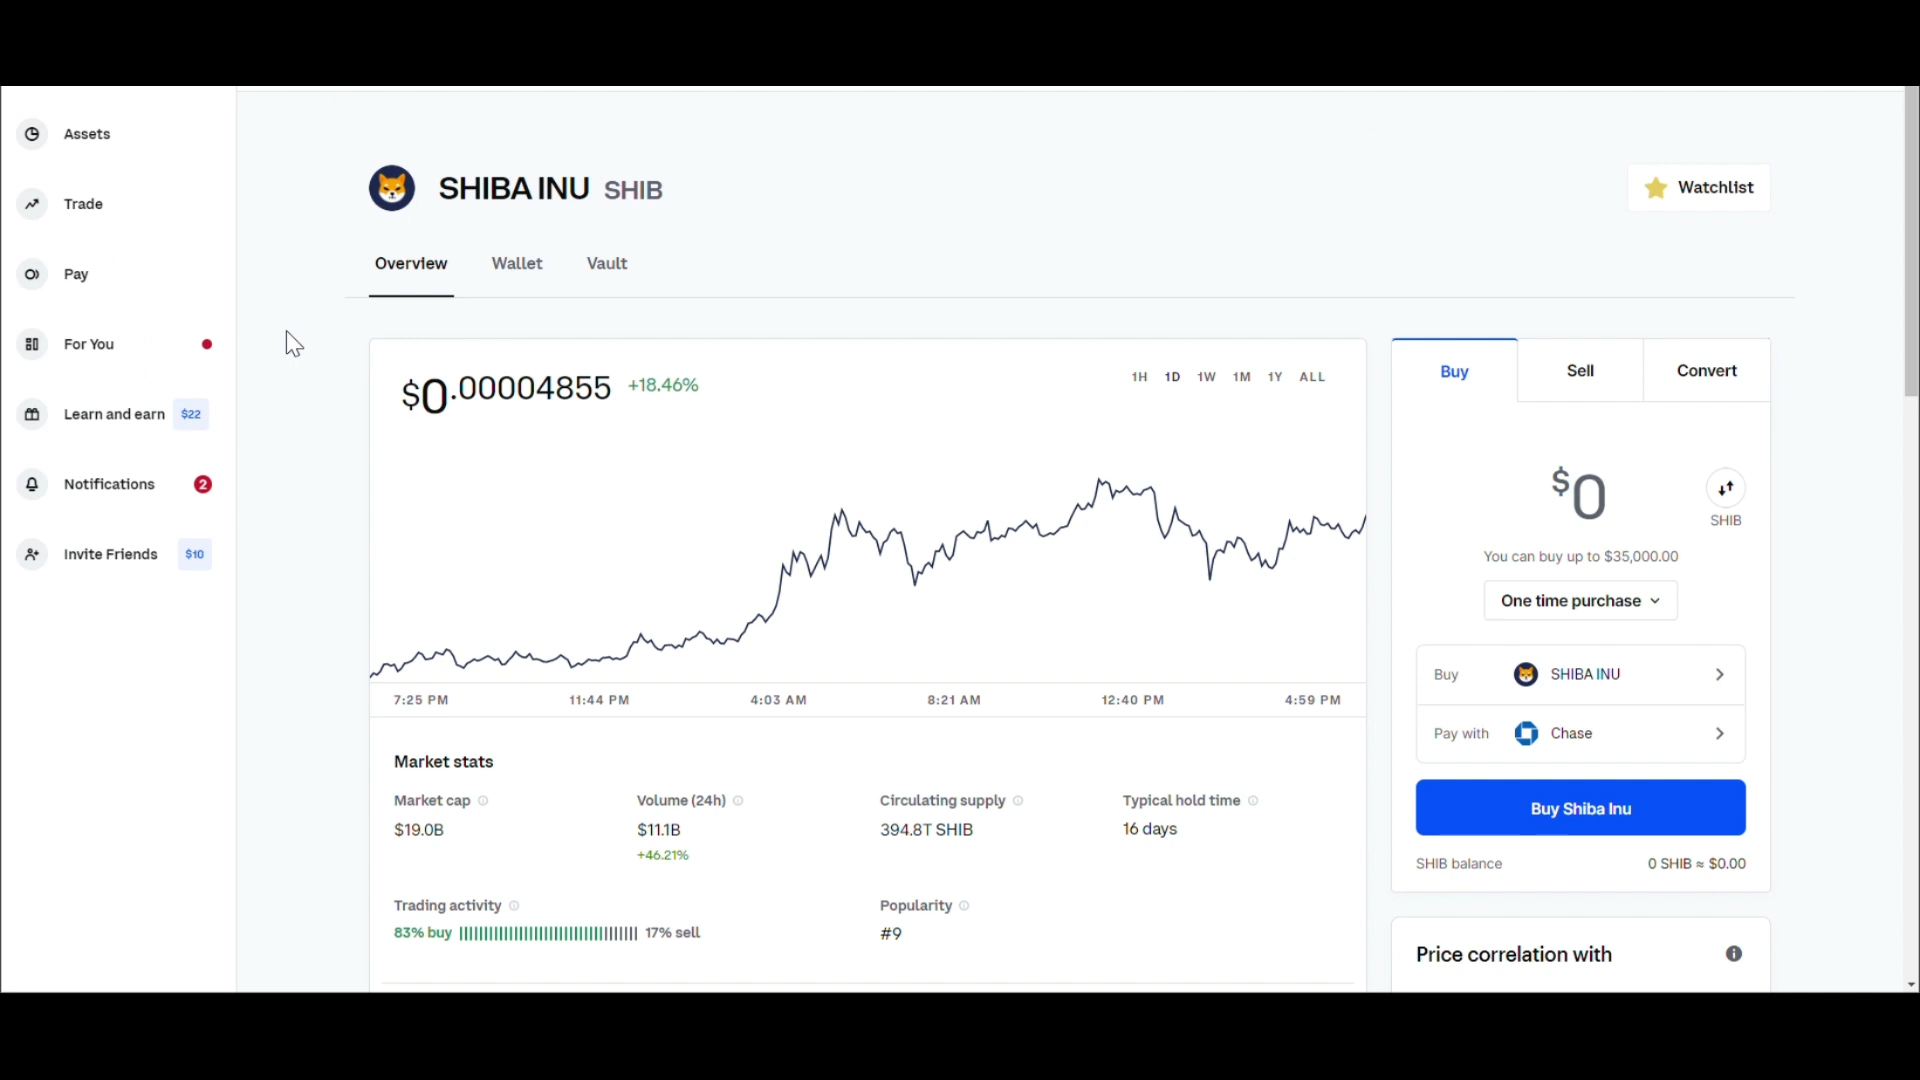 Assets
Trade
Pay
For You
Learn and earn $22
Notifications 2
Invite Friends $10
SHIBA INU SHIB
Watchlist
Overview Wallet Vault
$0.00004855 +18.46%
1H 1D 1W 1M 1Y ALL
7:25 PM 11:44 PM 4:03 AM 8:21 AM 12:40 PM 4:59 PM
Market stats
Market cap Volume (24h) Circulating supply Typical hold time
$19.0B $11.1B 394.8T SHIB 16 days
+46.21%
Trading activity Popularity
83% buy 17% sell #9
Buy Sell Convert
$0
SHIB
You can buy up to $35,000.00
One time purchase
Buy SHIBA INU
Pay with Chase
Buy Shiba Inu
SHIB balance 0 SHIB ≈ $0.00
Price correlation with